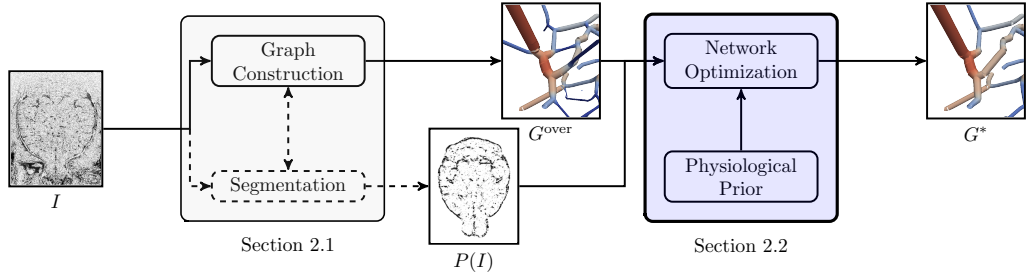 Graph
Construction
Segmentation
I
Section 2.1
G^over
P(I)
Network
Optimization
Physiological
Prior
Section 2.2
G*